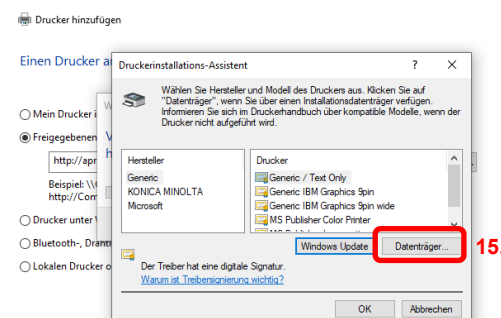 Drucker hinzufügen
Einen Drucker a
Druckerinstallations-Assistent
Wählen Sie Hersteller und Modell des Druckers aus. Klicken Sie auf
"Datenträger", wenn Sie über einen Installationsdatenträger verfügen.
Informieren Sie sich im Druckerhandbuch über kompatible Modelle, wenn der
Drucker nicht aufgeführt wird.
Mein Drucker i
Freigegebenen
http://apr
Beispiel: \\C
http://Com
Drucker unter
Bluetooth-, Draht
Lokalen Drucker o
Hersteller
Generic
KONICA MINOLTA
Microsoft
Drucker
Generic / Text Only
Generic IBM Graphics 9pin
Generic IBM Graphics 9pin wide
MS Publisher Color Printer
Windows Update
Datenträger...
15.
Der Treiber hat eine digitale Signatur.
Warum ist Treibersignierung wichtig?
OK
Abbrechen